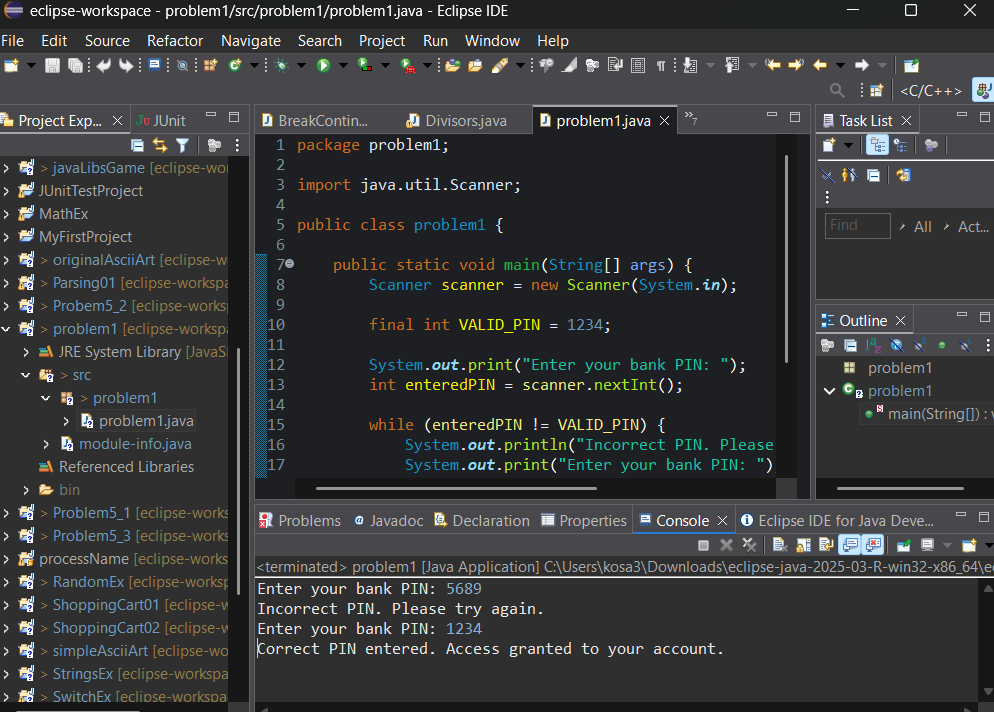 eclipse-workspace - problem1/src/problem1/problem1.java - Eclipse IDE
File Edit Source Refactor Navigate Search Project Run Window Help
<C/C++>
Project Exp... JUnit
> javaLibsGame [eclipse-wo
JUnitTestProject
MathEx
MyFirstProject
> originalAsciiArt [eclipse-w
> Parsing01 [eclipse-workspa
> Probem5_2 [eclipse-works
> problem1 [eclipse-workspa
JRE System Library [JavaS
> src
> problem1
problem1.java
module-info.java
Referenced Libraries
bin
> Problem5_1 [eclipse-works
> Problem5_3 [eclipse-works
processName [eclipse-works
> RandomEx [eclipse-worksp
> ShoppingCart01 [eclipse-w
> ShoppingCart02 [eclipse-w
> simpleAsciiArt [eclipse-wo
> StringsEx [eclipse-workspa
> SwitchEx [eclipse-workspa
BreakContin... Divisors.java problem1.java »7
1 package problem1;
2
3 import java.util.Scanner;
4
5 public class problem1 {
6
7 public static void main(String[] args) {
8 Scanner scanner = new Scanner(System.in);
9
10 final int VALID_PIN = 1234;
11
12 System.out.print("Enter your bank PIN: ");
13 int enteredPIN = scanner.nextInt();
14
15 while (enteredPIN != VALID_PIN) {
16 System.out.println("Incorrect PIN. Please
17 System.out.print("Enter your bank PIN: ")
Task List
Find All Act...
Outline
problem1
problem1
main(String[]) : v
Problems Javadoc Declaration Properties Console Eclipse IDE for Java Deve...
<terminated> problem1 [Java Application] C:\Users\kosa3\Downloads\eclipse-java-2025-03-R-win32-x86_64\ec
Enter your bank PIN: 5689
Incorrect PIN. Please try again.
Enter your bank PIN: 1234
Correct PIN entered. Access granted to your account.